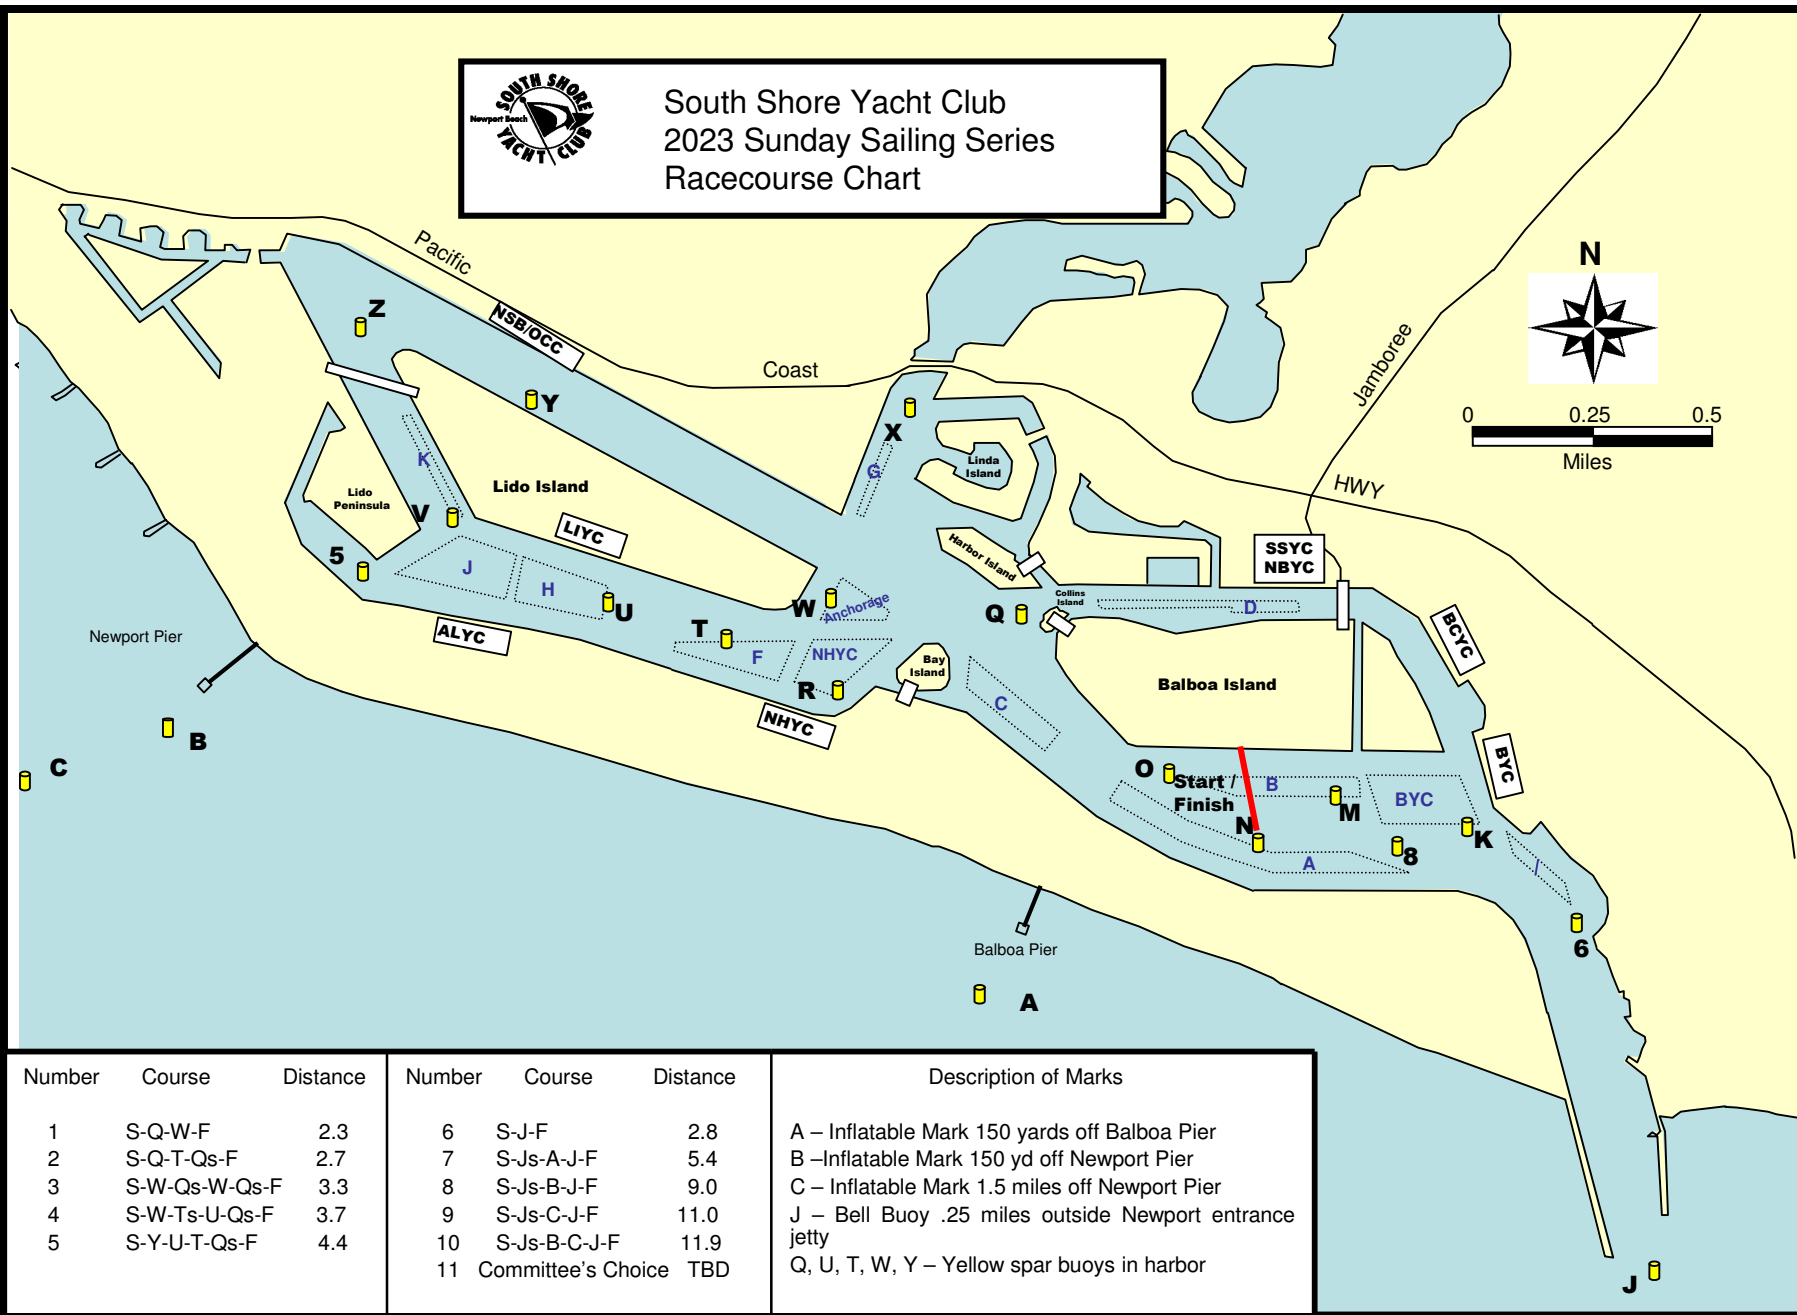 SOUTH SHORE
Newport Beach
YACHT CLUB
South Shore Yacht Club
2023 Sunday Sailing Series
Racecourse Chart
N
Pacific
NSB/OCC
Coast
Jamboree
HWY
0 0.25 0.5
Miles
Z
Y
X
G
Linda
Island
K
Lido Island
Lido
Peninsula
V
LIYC
5
J
H
U
Harbor Island
SSYC
NBYC
Collins
Island
D
W
Anchorage
Q
BCYC
Newport Pier
ALYC
T
F
NHYC
Bay
Island
R
NHYC
C
Balboa Island
B
C
BYC
O
Start /
Finish
B
M
BYC
N
K
8
A
I
6
Balboa Pier
A
J
Number Course Distance
1 S-Q-W-F 2.3
2 S-Q-T-Qs-F 2.7
3 S-W-Qs-W-Qs-F 3.3
4 S-W-Ts-U-Qs-F 3.7
5 S-Y-U-T-Qs-F 4.4
Number Course Distance
6 S-J-F 2.8
7 S-Js-A-J-F 5.4
8 S-Js-B-J-F 9.0
9 S-Js-C-J-F 11.0
10 S-Js-B-C-J-F 11.9
11 Committee's Choice TBD
Description of Marks
A – Inflatable Mark 150 yards off Balboa Pier
B –Inflatable Mark 150 yd off Newport Pier
C – Inflatable Mark 1.5 miles off Newport Pier
J – Bell Buoy .25 miles outside Newport entrance
jetty
Q, U, T, W, Y – Yellow spar buoys in harbor